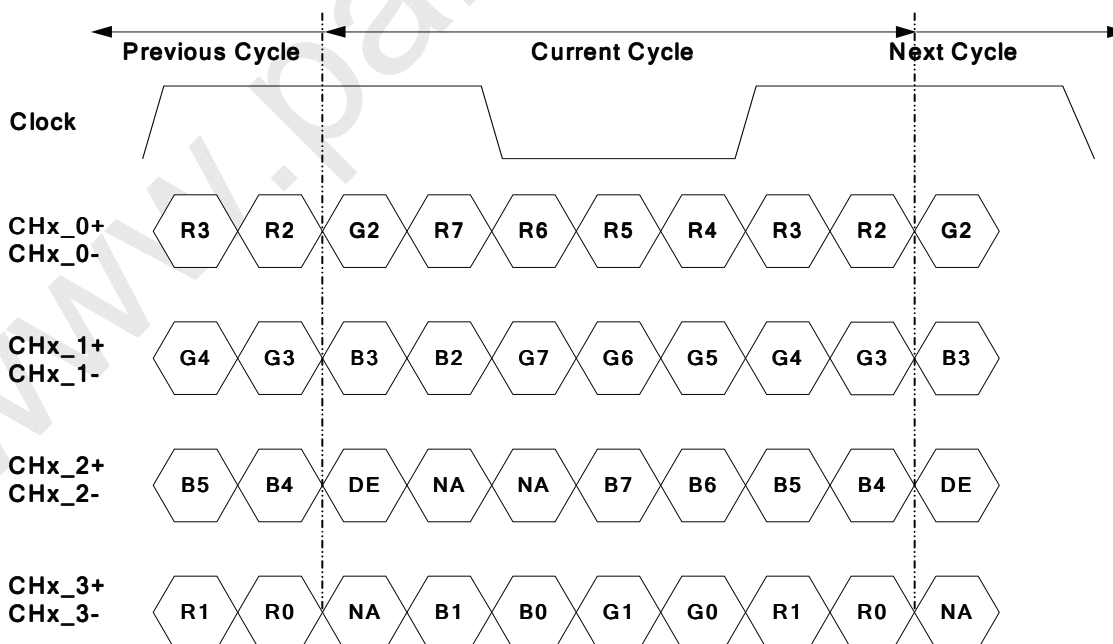 Previous Cycle Current Cycle Next Cycle
Clock
CHx_0+
CHx_0-
R3 R2 G2 R7 R6 R5 R4 R3 R2 G2
CHx_1+
CHx_1-
G4 G3 B3 B2 G7 G6 G5 G4 G3 B3
CHx_2+
CHx_2-
B5 B4 DE NA NA B7 B6 B5 B4 DE
CHx_3+
CHx_3-
R1 R0 NA B1 B0 G1 G0 R1 R0 NA
www.pa